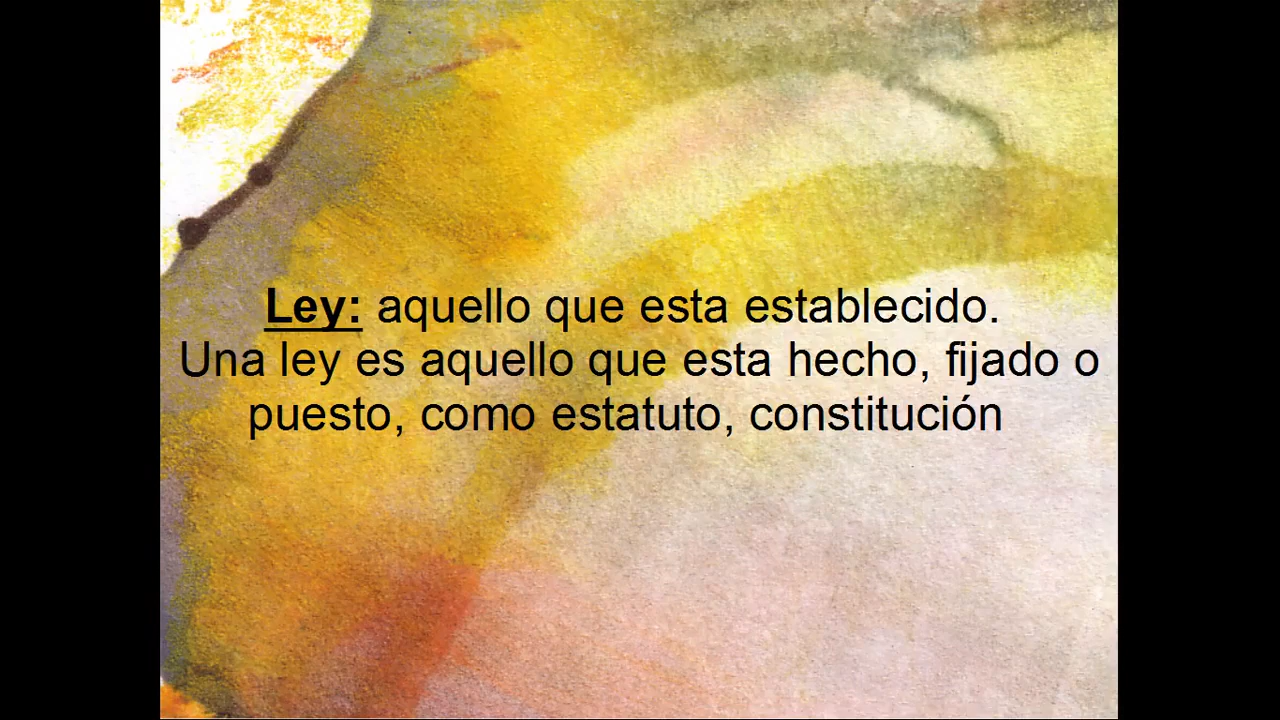 Ley: aquello que esta establecido.
Una ley es aquello que esta hecho, fijado o
puesto, como estatuto, constitución